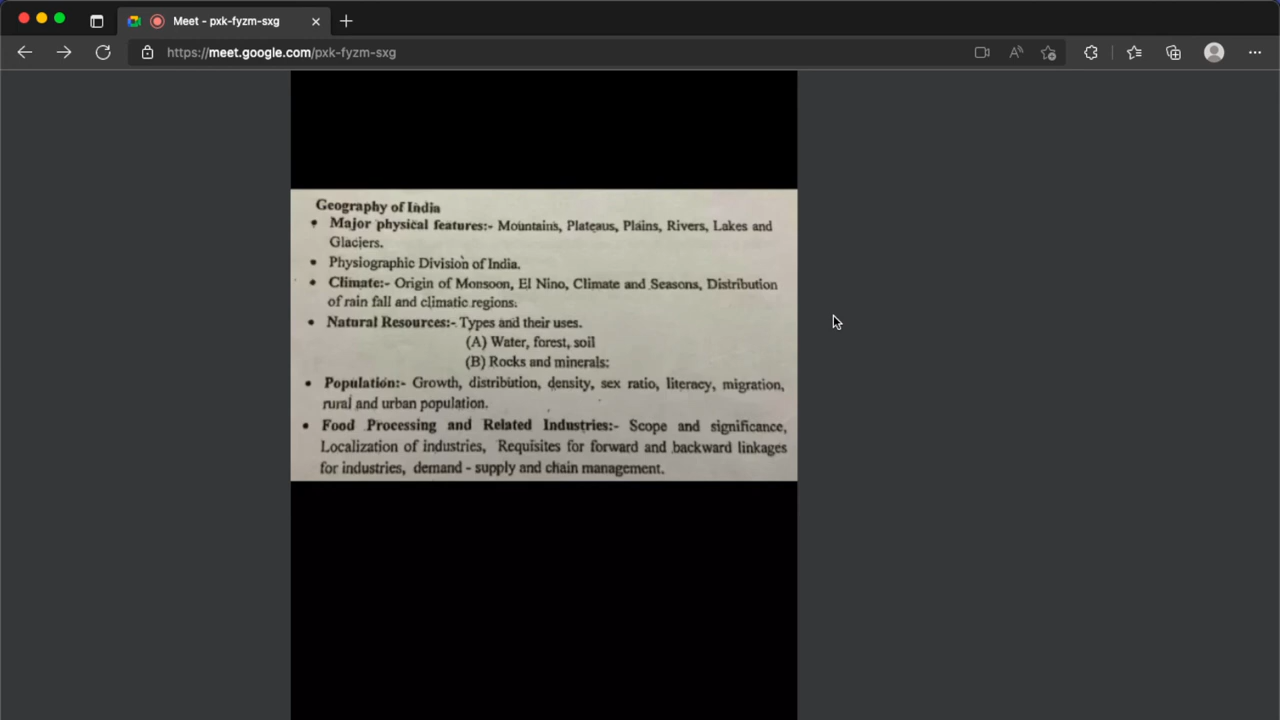 Meet - pxk-fyzm-sxg
https://meet.google.com/pxk-fyzm-sxg
Geography of India
• Major physical features:- Mountains, Plateaus, Plains, Rivers, Lakes and
Glaciers.
• Physiographic Division of India.
• Climate:- Origin of Monsoon, El Nino, Climate and Seasons, Distribution
of rain fall and climatic regions.
• Natural Resources:- Types and their uses.
(A) Water, forest, soil
(B) Rocks and minerals:
• Population:- Growth, distribution, density, sex ratio, literacy, migration,
rural and urban population.
• Food Processing and Related Industries:- Scope and significance,
Localization of industries, Requisites for forward and backward linkages
for industries, demand - supply and chain management.